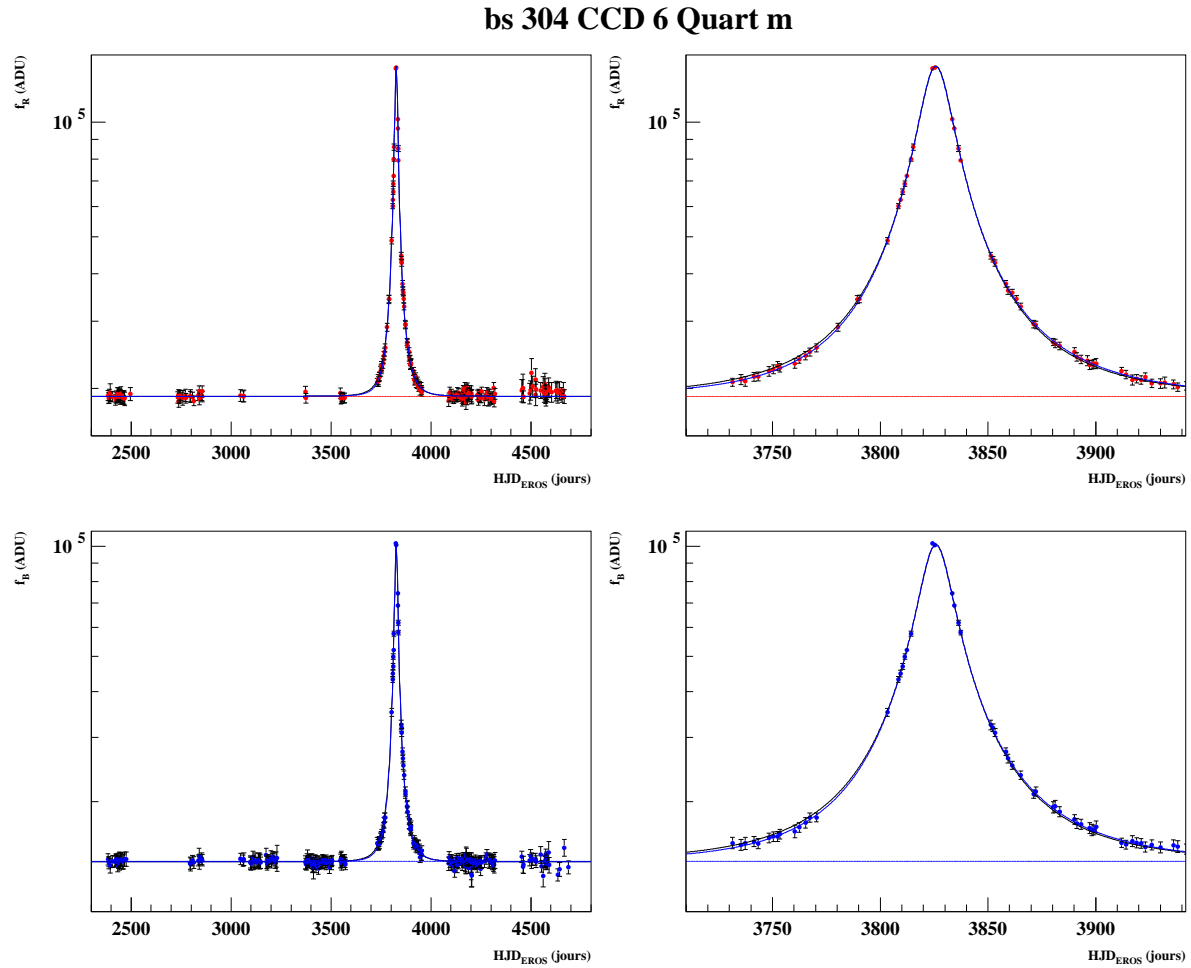 bs 304 CCD 6 Quart m
f_R (ADU)
10^5
2500 3000 3500 4000 4500
HJD_EROS (jours)
f_R (ADU)
10^5
3750 3800 3850 3900
HJD_EROS (jours)
f_B (ADU)
10^5
2500 3000 3500 4000 4500
HJD_EROS (jours)
f_B (ADU)
10^5
3750 3800 3850 3900
HJD_EROS (jours)